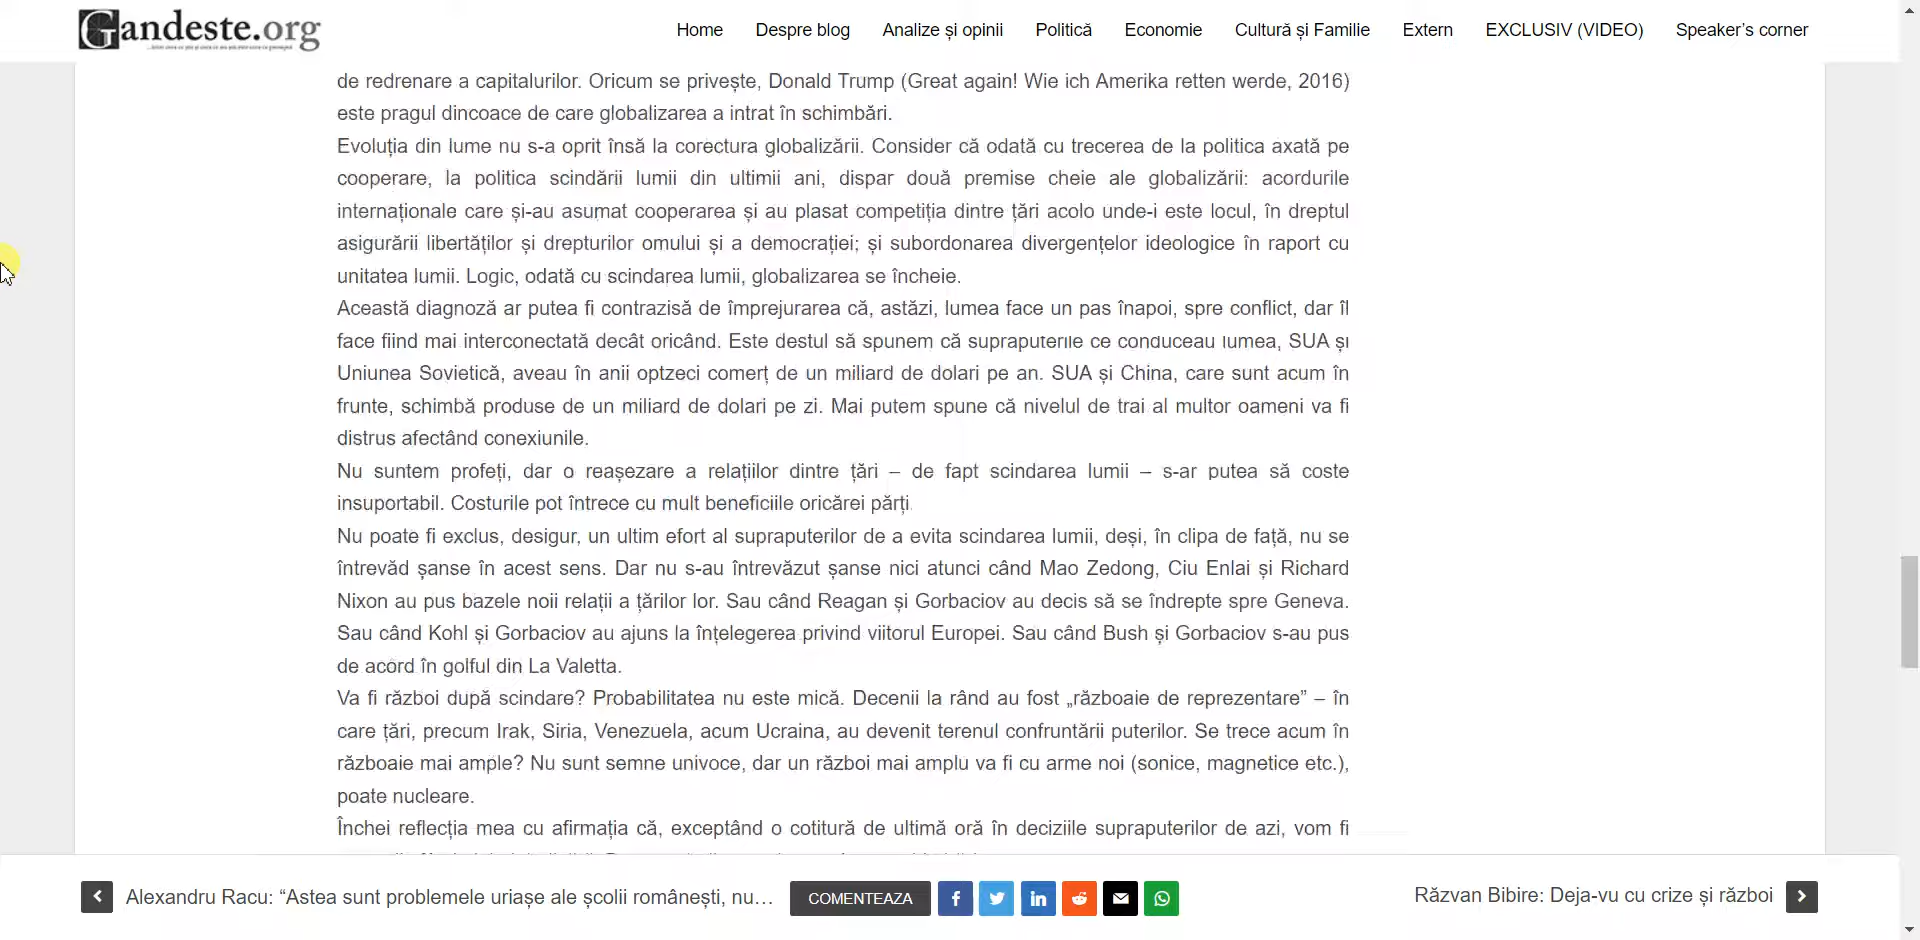 Gandeste.org
Home
Despre blog
Analize și opinii
Politică
Economie
Cultură și Familie
Extern
EXCLUSIV (VIDEO)
Speaker’s corner
de redrenare a capitalurilor. Oricum se privește, Donald Trump (Great again! Wie ich Amerika retten werde, 2016)
este pragul dincoace de care globalizarea a intrat în schimbări.
Evoluția din lume nu s-a oprit însă la corectura globalizării. Consider că odată cu trecerea de la politica axată pe
cooperare, la politica scindării lumii din ultimii ani, dispar două premise cheie ale globalizării: acordurile
internaționale care și-au asumat cooperarea și au plasat competiția dintre țări acolo unde-i este locul, în dreptul
asigurării libertăților și drepturilor omului și a democrației; și subordonarea divergențelor ideologice în raport cu
unitatea lumii. Logic, odată cu scindarea lumii, globalizarea se încheie.
Această diagnoză ar putea fi contrazisă de împrejurarea că, astăzi, lumea face un pas înapoi, spre conflict, dar îl
face fiind mai interconectată decât oricând. Este destul să spunem că supraputerile ce conduceau lumea, SUA și
Uniunea Sovietică, aveau în anii optzeci comerț de un miliard de dolari pe an. SUA și China, care sunt acum în
frunte, schimbă produse de un miliard de dolari pe zi. Mai putem spune că nivelul de trai al multor oameni va fi
distrus afectând conexiunile.
Nu suntem profeți, dar o reașezare a relațiilor dintre țări – de fapt scindarea lumii – s-ar putea să coste
insuportabil. Costurile pot întrece cu mult beneficiile oricărei părți.
Nu poate fi exclus, desigur, un ultim efort al supraputerilor de a evita scindarea lumii, deși, în clipa de față, nu se
întrevăd șanse în acest sens. Dar nu s-au întrevăzut șanse nici atunci când Mao Zedong, Ciu Enlai și Richard
Nixon au pus bazele noii relații a țărilor lor. Sau când Reagan și Gorbaciov au decis să se îndrepte spre Geneva.
Sau când Kohl și Gorbaciov au ajuns la înțelegerea privind viitorul Europei. Sau când Bush și Gorbaciov s-au pus
de acord în golful din La Valetta.
Va fi război după scindare? Probabilitatea nu este mică. Decenii la rând au fost „războaie de reprezentare” – în
care țări, precum Irak, Siria, Venezuela, acum Ucraina, au devenit terenul confruntării puterilor. Se trece acum în
războaie mai ample? Nu sunt semne univoce, dar un război mai amplu va fi cu arme noi (sonice, magnetice etc.),
poate nucleare.
Închei reflecția mea cu afirmația că, exceptând o cotitură de ultimă oră în deciziile supraputerilor de azi, vom fi
Alexandru Racu: “Astea sunt problemele uriașe ale școlii românești, nu…
COMENTEAZA
Răzvan Bibire: Deja-vu cu crize și război